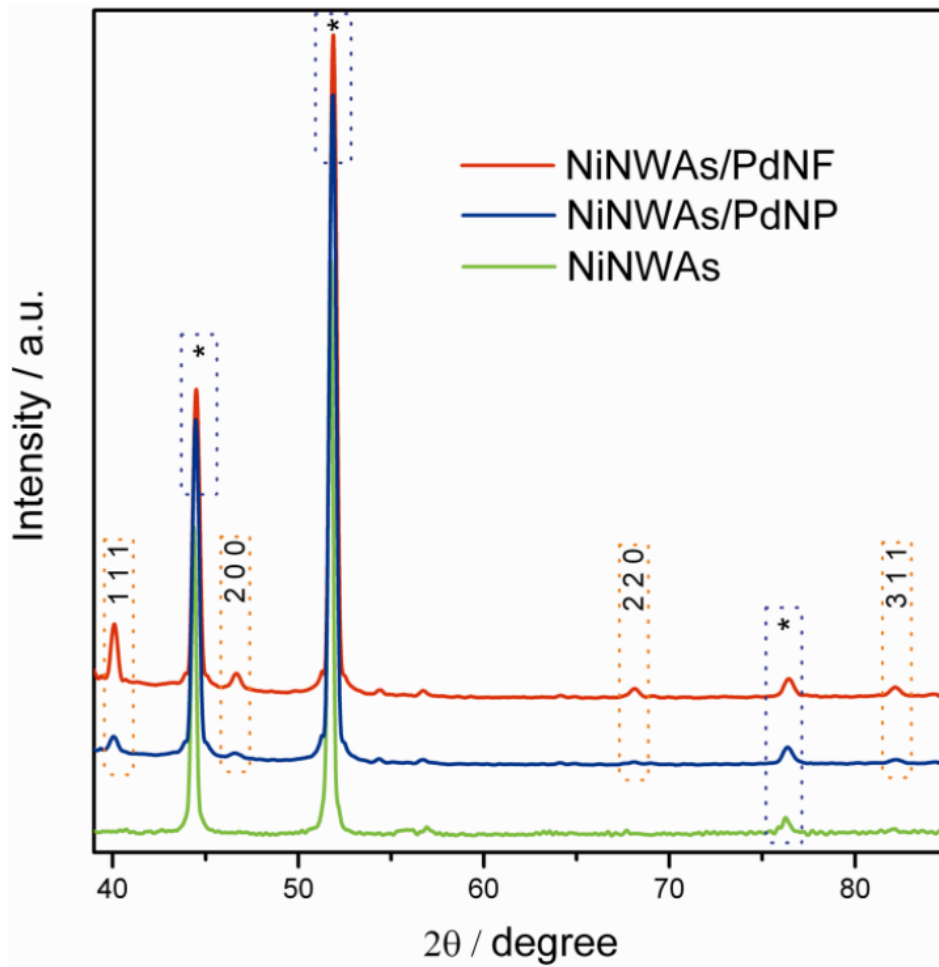 *
NiNWAs/PdNF
NiNWAs/PdNP
NiNWAs
*
Intensity / a.u.
1 1 1
2 0 0
2 2 0
*
3 1 1
40
50
60
70
80
2θ / degree